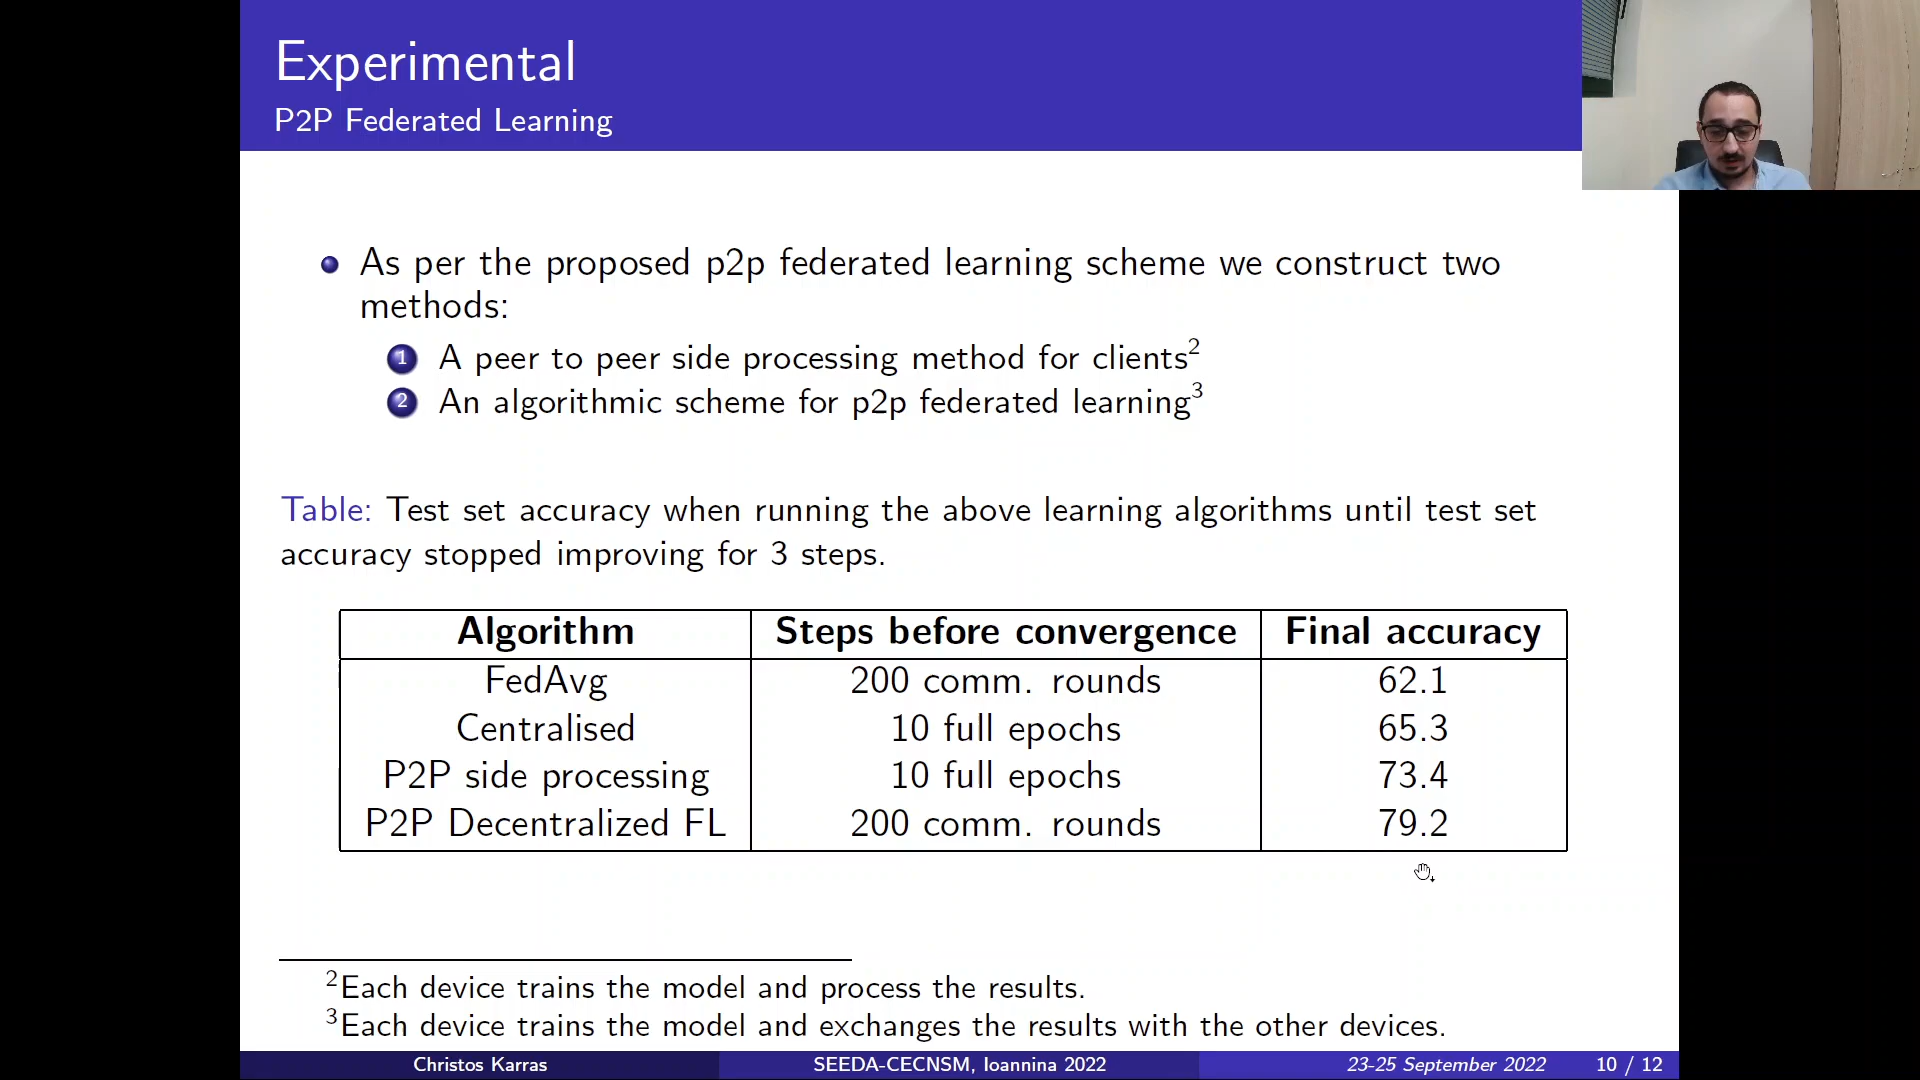 Experimental
P2P Federated Learning
As per the proposed p2p federated learning scheme we construct two
methods:
1 A peer to peer side processing method for clients2
2 An algorithmic scheme for p2p federated learning3
Table: Test set accuracy when running the above learning algorithms until test set
accuracy stopped improving for 3 steps.
Algorithm Steps before convergence Final accuracy
FedAvg 200 comm. rounds 62.1
Centralised 10 full epochs 65.3
P2P side processing 10 full epochs 73.4
P2P Decentralized FL 200 comm. rounds 79.2
2Each device trains the model and process the results.
3Each device trains the model and exchanges the results with the other devices.
Christos Karras SEEDA-CECNSM, Ioannina 2022 23-25 September 2022 10 / 12